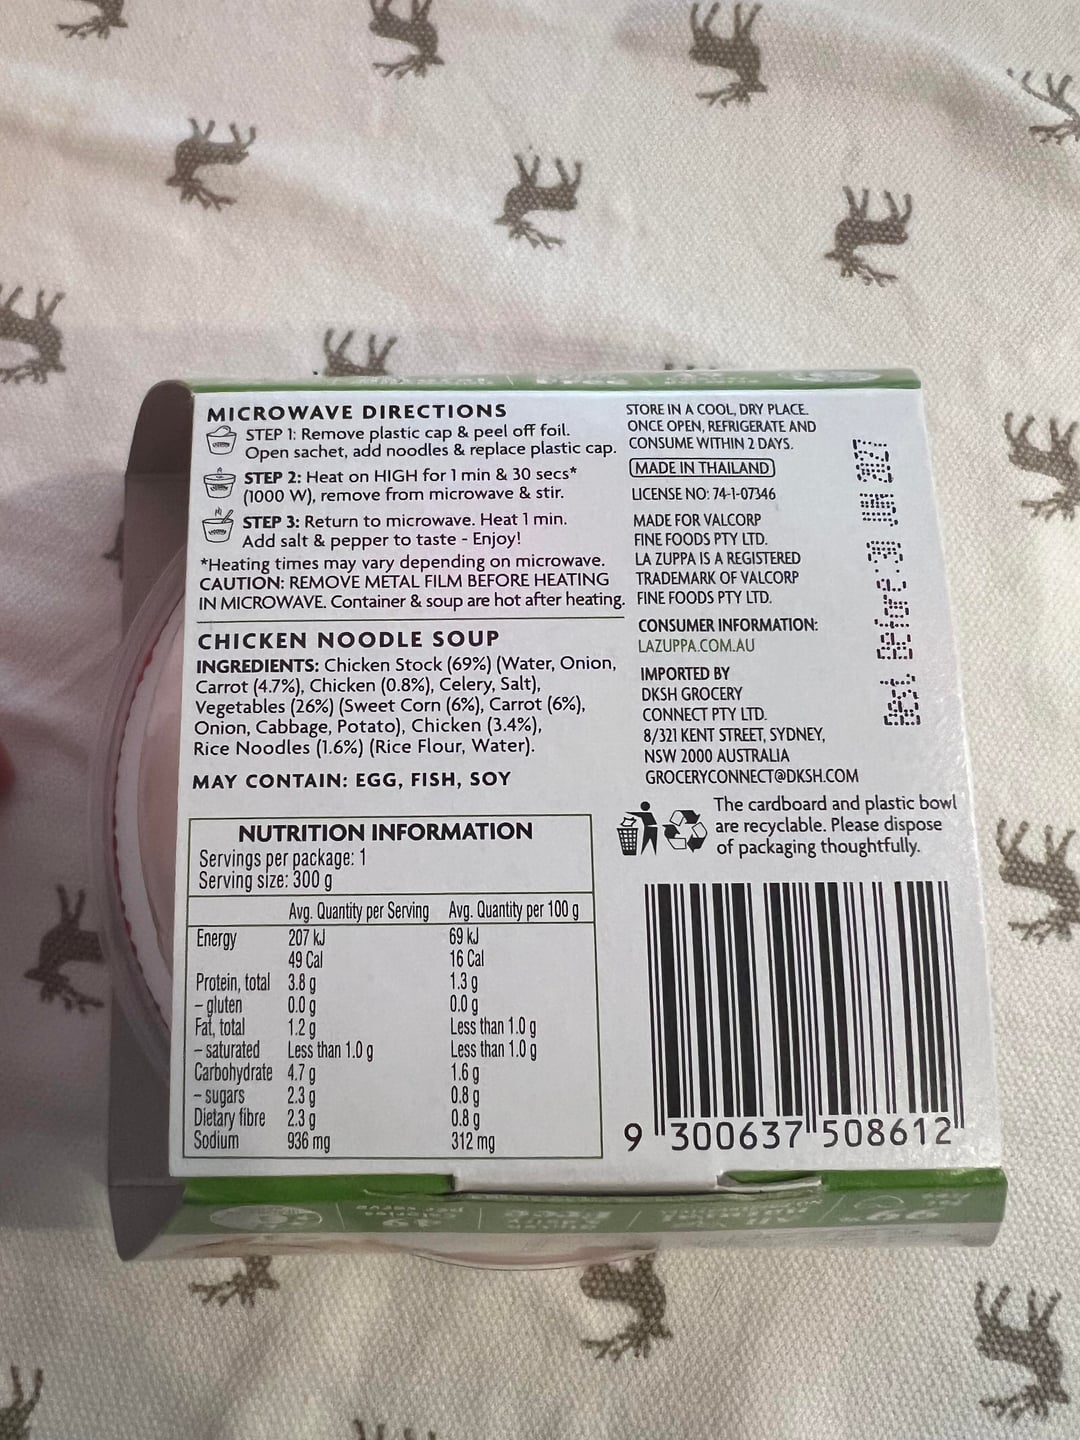 MICROWAVE DIRECTIONS
STEP 1: Remove plastic cap & peel off foil.
Open sachet, add noodles & replace plastic cap.
STEP 2: Heat on HIGH for 1 min & 30 secs*
(1000 W), remove from microwave & stir.
STEP 3: Return to microwave. Heat 1 min.
Add salt & pepper to taste - Enjoy!
*Heating times may vary depending on microwave.
CAUTION: REMOVE METAL FILM BEFORE HEATING
IN MICROWAVE. Container & soup are hot after heating.
CHICKEN NOODLE SOUP
INGREDIENTS: Chicken Stock (69%) (Water, Onion,
Carrot (4.7%), Chicken (0.8%), Celery, Salt),
Vegetables (26%) (Sweet Corn (6%), Carrot (6%),
Onion, Cabbage, Potato), Chicken (3.4%),
Rice Noodles (1.6%) (Rice Flour, Water).
MAY CONTAIN: EGG, FISH, SOY
NUTRITION INFORMATION
Servings per package: 1
Serving size: 300 g
Avg. Quantity per Serving Avg. Quantity per 100 g
Energy 207 kJ 69 kJ
49 Cal 16 Cal
Protein, total 3.8 g 1.3 g
– gluten 0.0 g 0.0 g
Fat, total 1.2 g Less than 1.0 g
– saturated Less than 1.0 g Less than 1.0 g
Carbohydrate 4.7 g 1.6 g
– sugars 2.3 g 0.8 g
Dietary fibre 2.3 g 0.8 g
Sodium 936 mg 312 mg
STORE IN A COOL, DRY PLACE.
ONCE OPEN, REFRIGERATE AND
CONSUME WITHIN 2 DAYS.
MADE IN THAILAND
LICENSE NO: 74-1-07346
MADE FOR VALCORP
FINE FOODS PTY LTD.
LA ZUPPA IS A REGISTERED
TRADEMARK OF VALCORP
FINE FOODS PTY LTD.
CONSUMER INFORMATION:
LAZUPPA.COM.AU
IMPORTED BY
DKSH GROCERY
CONNECT PTY LTD.
8/321 KENT STREET, SYDNEY,
NSW 2000 AUSTRALIA
GROCERYCONNECT@DKSH.COM
Best Before: 30 JUN 2027
The cardboard and plastic bowl
are recyclable. Please dispose
of packaging thoughtfully.
9 300637 508612